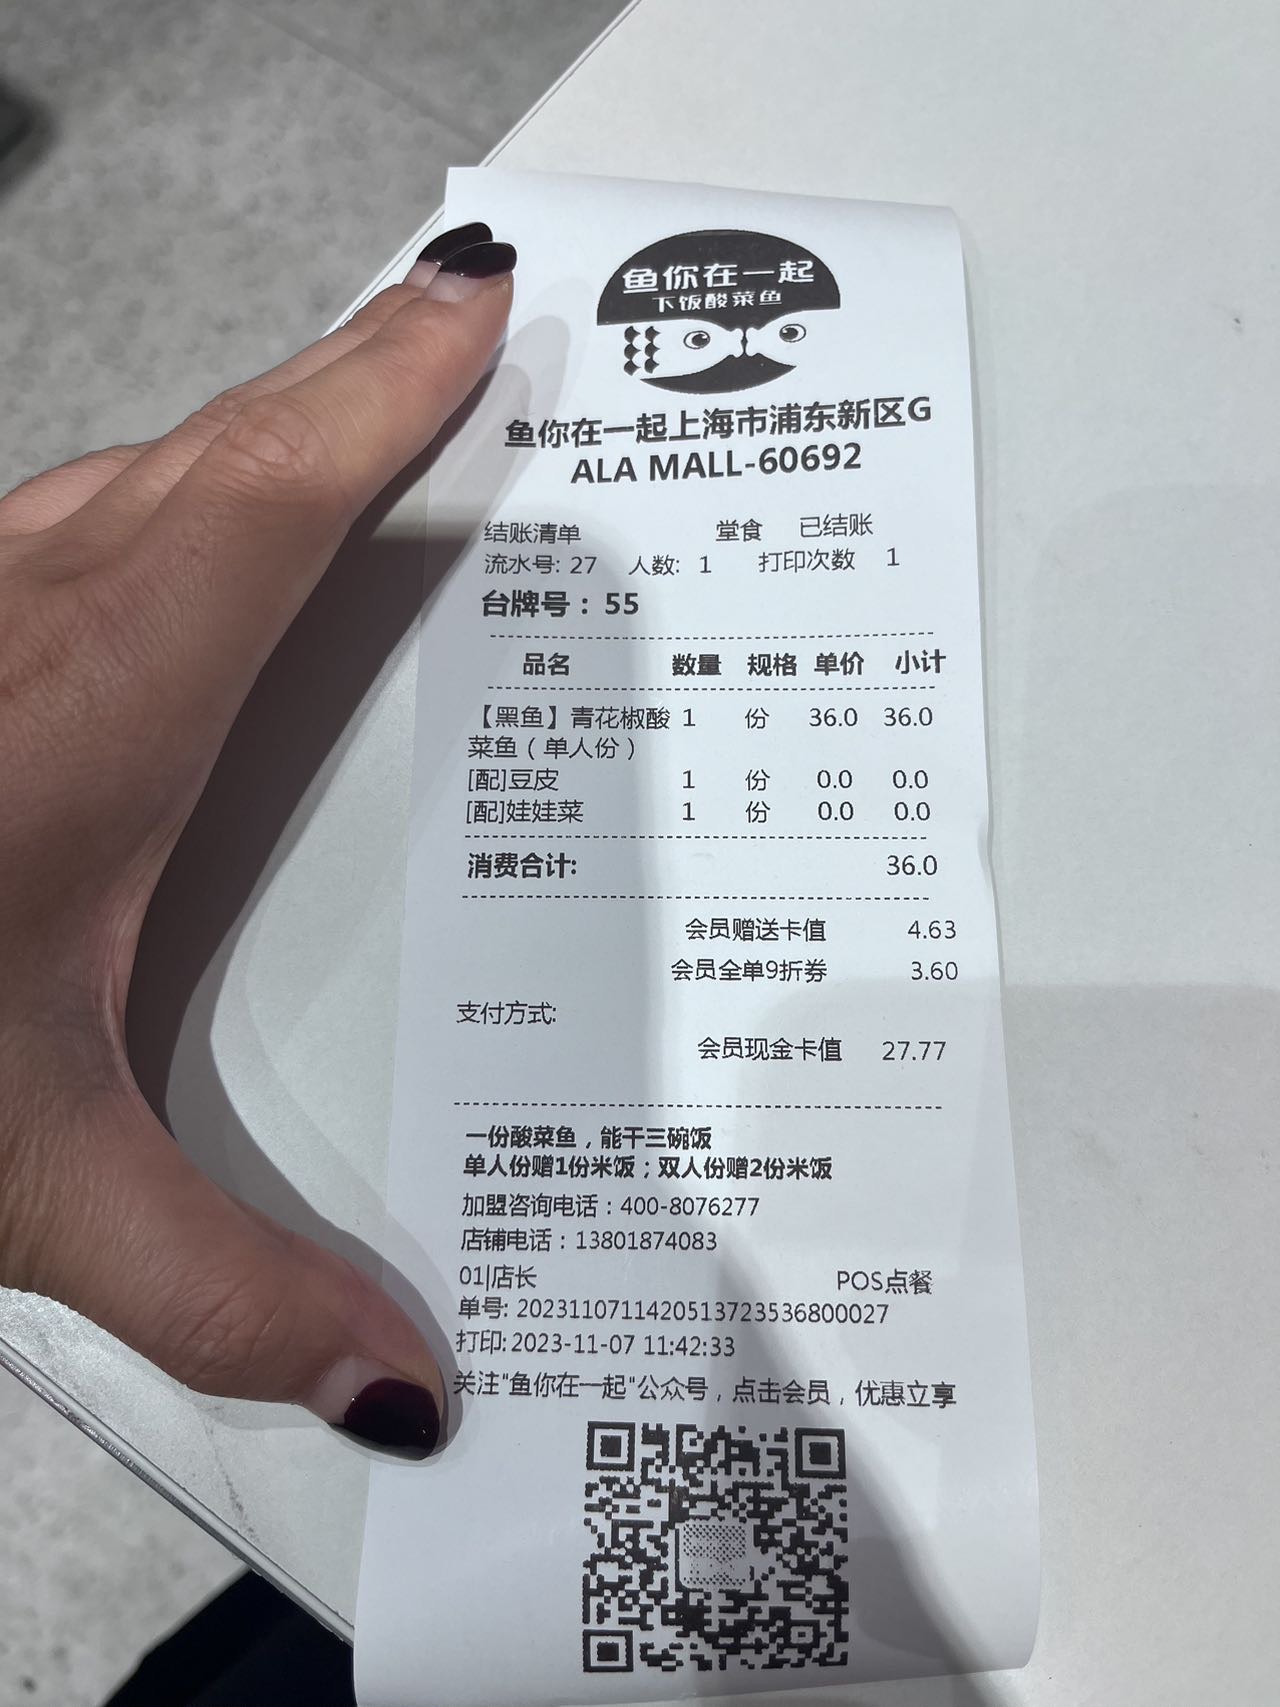 鱼你在一起
下饭酸菜鱼
鱼你在一起上海市浦东新区G
ALA MALL-60692
结账清单 堂食 已结账
流水号: 27 人数: 1 打印次数 1
台牌号：55
品名 数量 规格 单价 小计
【黑鱼】青花椒酸 1 份 36.0 36.0
菜鱼（单人份）
[配]豆皮 1 份 0.0 0.0
[配]娃娃菜 1 份 0.0 0.0
消费合计: 36.0
会员赠送卡值 4.63
会员全单9折券 3.60
支付方式:
会员现金卡值 27.77
一份酸菜鱼，能干三碗饭
单人份赠1份米饭；双人份赠2份米饭
加盟咨询电话：400-8076277
店铺电话：13801874083
01|店长 POS点餐
单号: 2023110711420513723536800027
打印: 2023-11-07 11:42:33
关注"鱼你在一起"公众号，点击会员，优惠立享